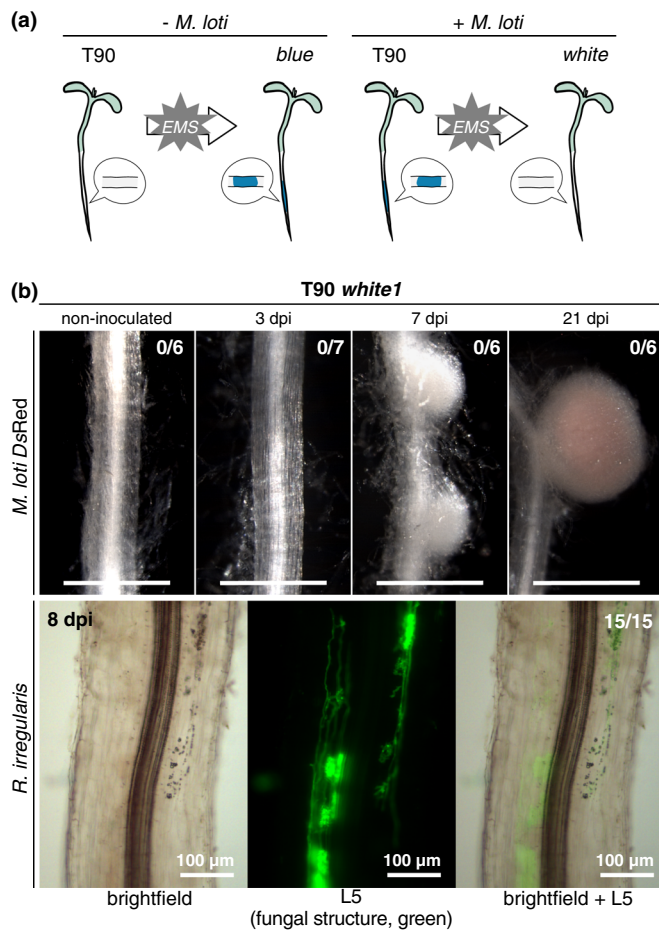 (a)
- M. loti
+ M. loti
T90
blue
T90
white
EMS
EMS
(b)
T90 white1
non-inoculated
3 dpi
7 dpi
21 dpi
0/6
0/7
0/6
0/6
M. loti DsRed
8 dpi
15/15
R. irregularis
100 µm
100 µm
100 µm
brightfield
L5
(fungal structure, green)
brightfield + L5